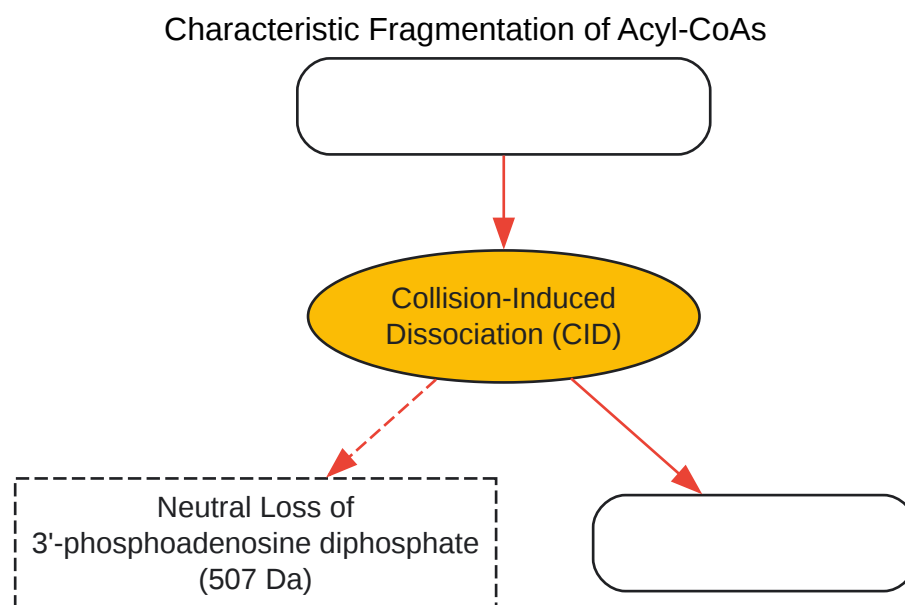 Characteristic Fragmentation of Acyl-CoAs
Collision-Induced
Dissociation (CID)
Neutral Loss of
3'-phosphoadenosine diphosphate
(507 Da)